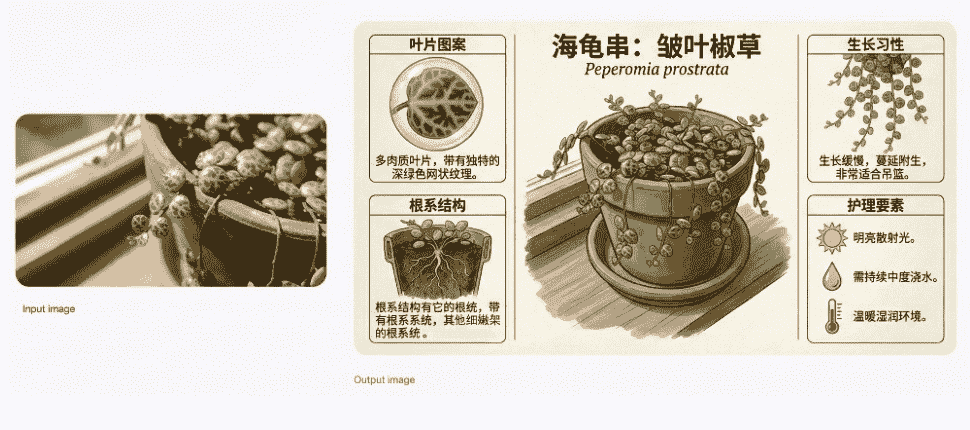 海龟串：皱叶椒草
Peperomia prostrata
叶片图案
多肉质叶片，带有独特的
深绿色网状纹理。
根系结构
根系结构有它的根统，带
有根系系统，其他细嫩架
的根系统。
生长习性
生长缓慢，蔓延附生，
非常适合吊篮。
护理要素
明亮散射光。
需持续中度浇水。
温暖湿润环境。
Input image
Output image